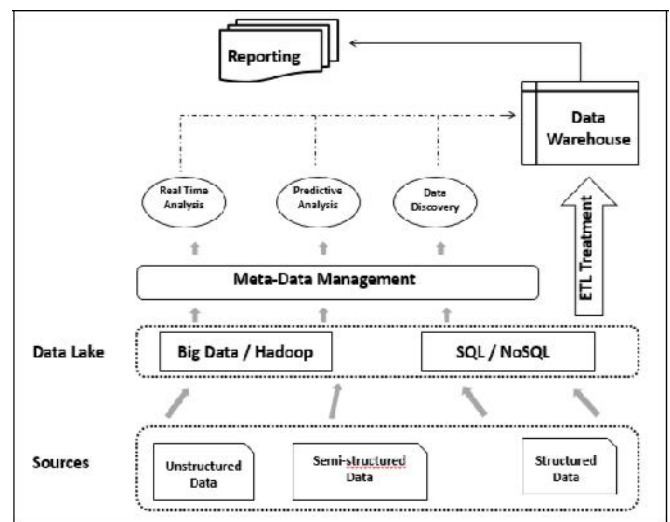 Reporting
Data
Warehouse
Real Time
Analysis
Predictive
Analysis
Data
Discovery
ETL Treatment
Meta-Data Management
Data Lake
Big Data / Hadoop
SQL / NoSQL
Sources
Unstructured
Data
Semi-structured
Data
Structured
Data